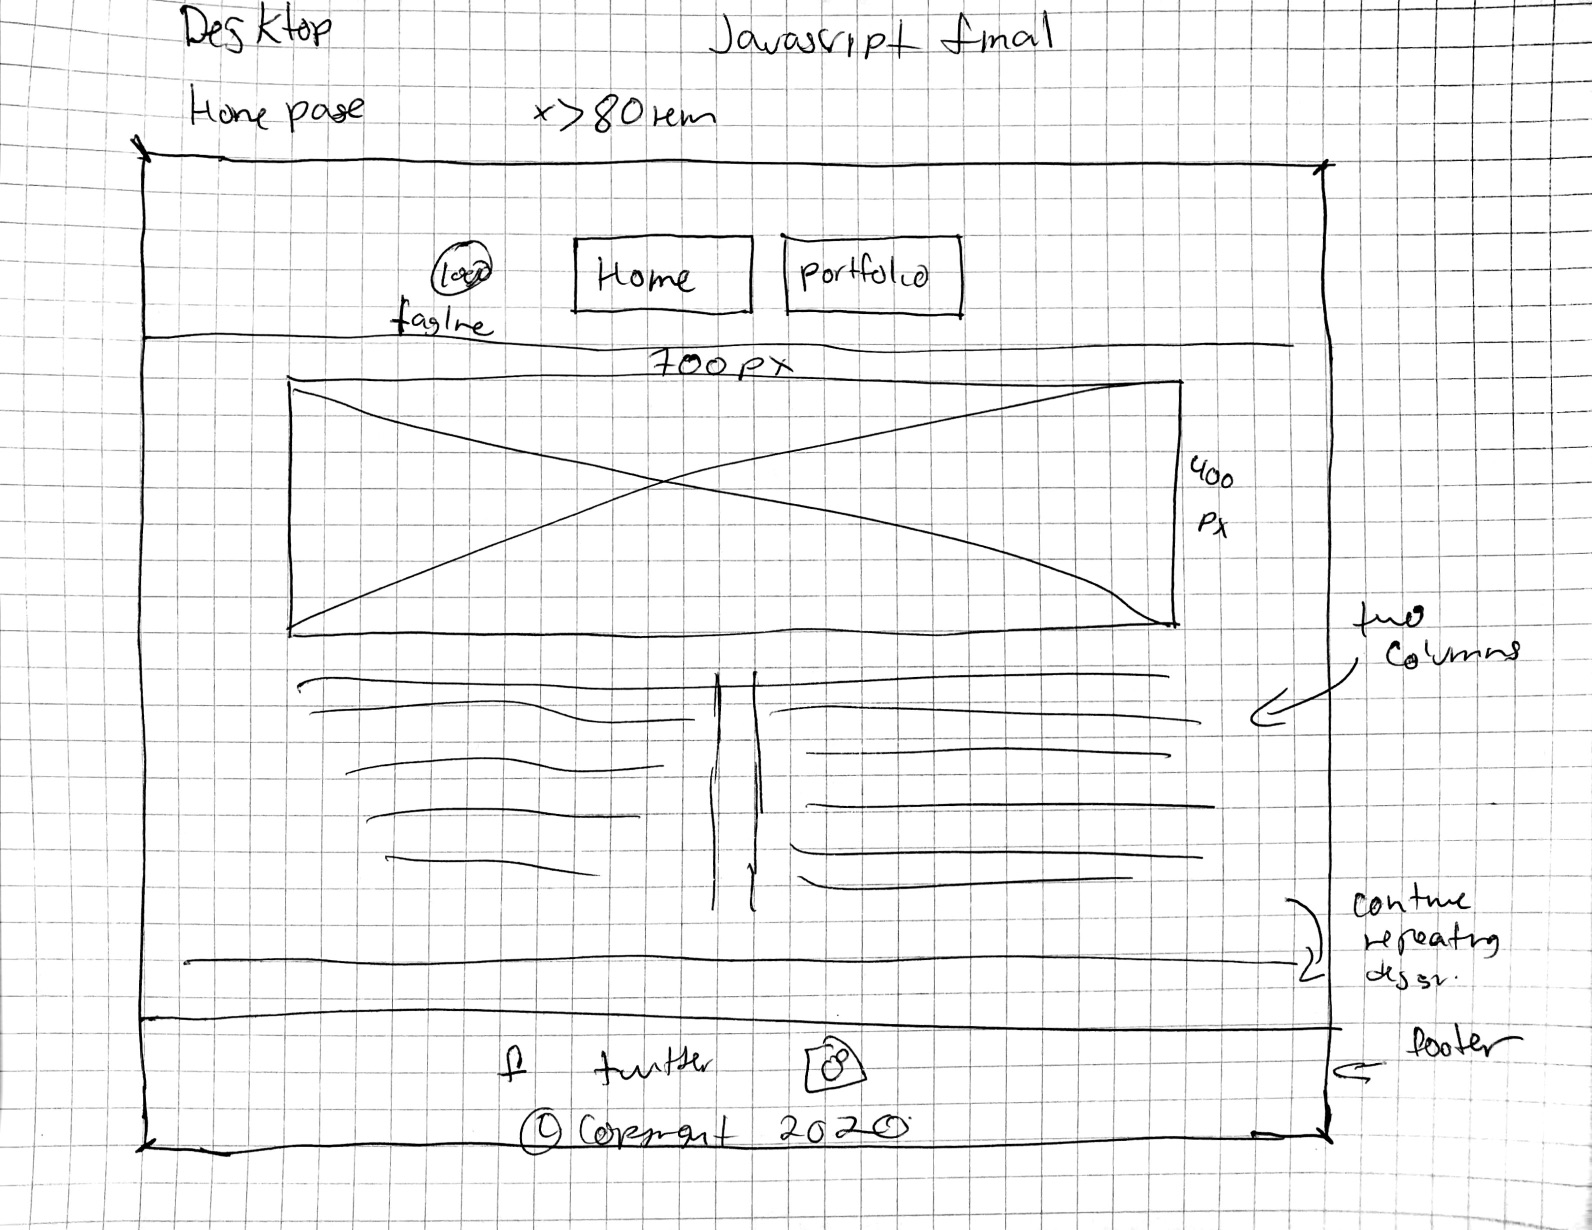 Desktop
Javascript final
Home page
x>80rem
logo
Home
portfolio
tagline
700px
400
px
two
columns
continue
repeating
design.
footer
f twitter
© Copyright 2020